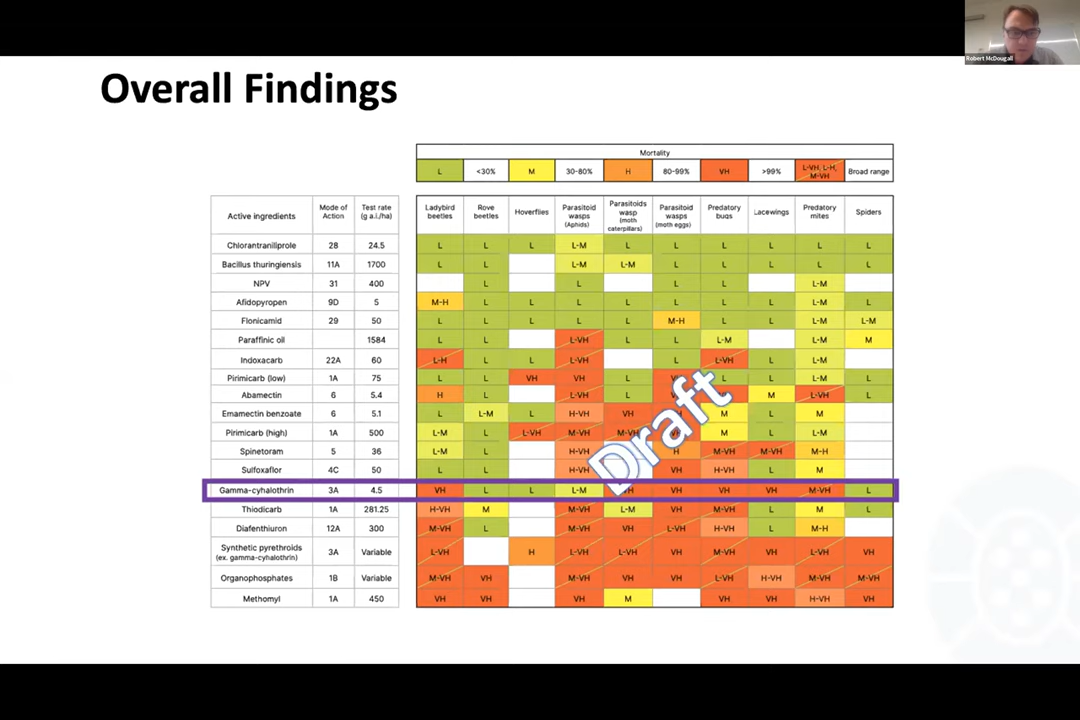 Robert McDougall
Overall Findings
Mortality
L <30% M 30-80% H 80-99% VH >99% L-VH, L-H, M-VH Broad range
Active ingredients Mode of Action Test rate (g a.i./ha) Ladybird beetles Rove beetles Hoverflies Parasitoid wasps (Aphids) Parasitoids wasp (moth caterpillars) Parasitoid wasps (moth eggs) Predatory bugs Lacewings Predatory mites Spiders
Chlorantraniliprole 28 24.5 L L L L-M L L L L L L
Bacillus thuringiensis 11A 1700 L L L-M L-M L L L L L
NPV 31 400 L L L L L-M
Afidopyropen 9D 5 M-H L L L L L L L L-M L
Flonicamid 29 50 L L L L L M-H L L L-M L-M
Paraffinic oil 1584 L L L-VH L L L-M L-M M
Indoxacarb 22A 60 L-H L L L-VH L L-VH L L-M
Pirimicarb (low) 1A 75 L L VH VH L L L L-M L
Abamectin 6 5.4 H L L-VH L M L-VH L
Emamectin benzoate 6 5.1 L L-M L H-VH VH M L M
Pirimicarb (high) 1A 500 L-M L L-VH M-VH M-VH M L L-M
Spinetoram 5 36 L-M L H-VH H M-VH M-VH M-H
Sulfoxaflor 4C 50 L L H-VH VH H-VH L M
Gamma-cyhalothrin 3A 4.5 VH L L L-M VH VH VH VH M-VH L
Thiodicarb 1A 281.25 H-VH M M-VH L-M VH M-VH L M L
Diafenthiuron 12A 300 M-VH L M-VH VH L-VH H-VH L M-H
Synthetic pyrethroids (ex. gamma-cyhalothrin) 3A Variable L-VH H L-VH L-VH VH M-VH VH L-VH VH
Organophosphates 1B Variable M-VH VH M-VH VH VH L-VH H-VH M-VH M-VH
Methomyl 1A 450 VH VH VH M VH VH H-VH VH
Draft